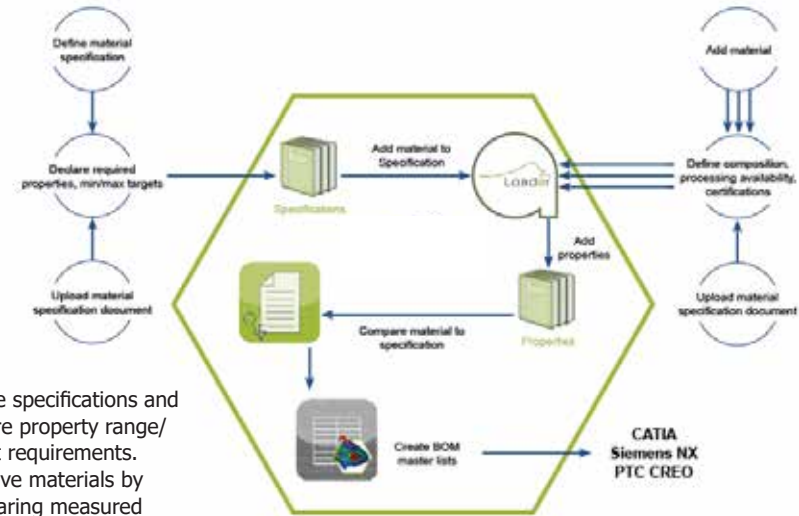 Define material
specification
Declare required
properties, min/max targets
Upload material
specification document
Specifications
Add material to
Specification
Add
properties
Properties
Compare material to
specification
Create BOM
master lists
CATIA
Siemens NX
PTC CREO
Add material
Define composition,
processing availability,
certifications
Upload material
specification document
e specifications and
re property range/
t requirements.
ve materials by
aring measured